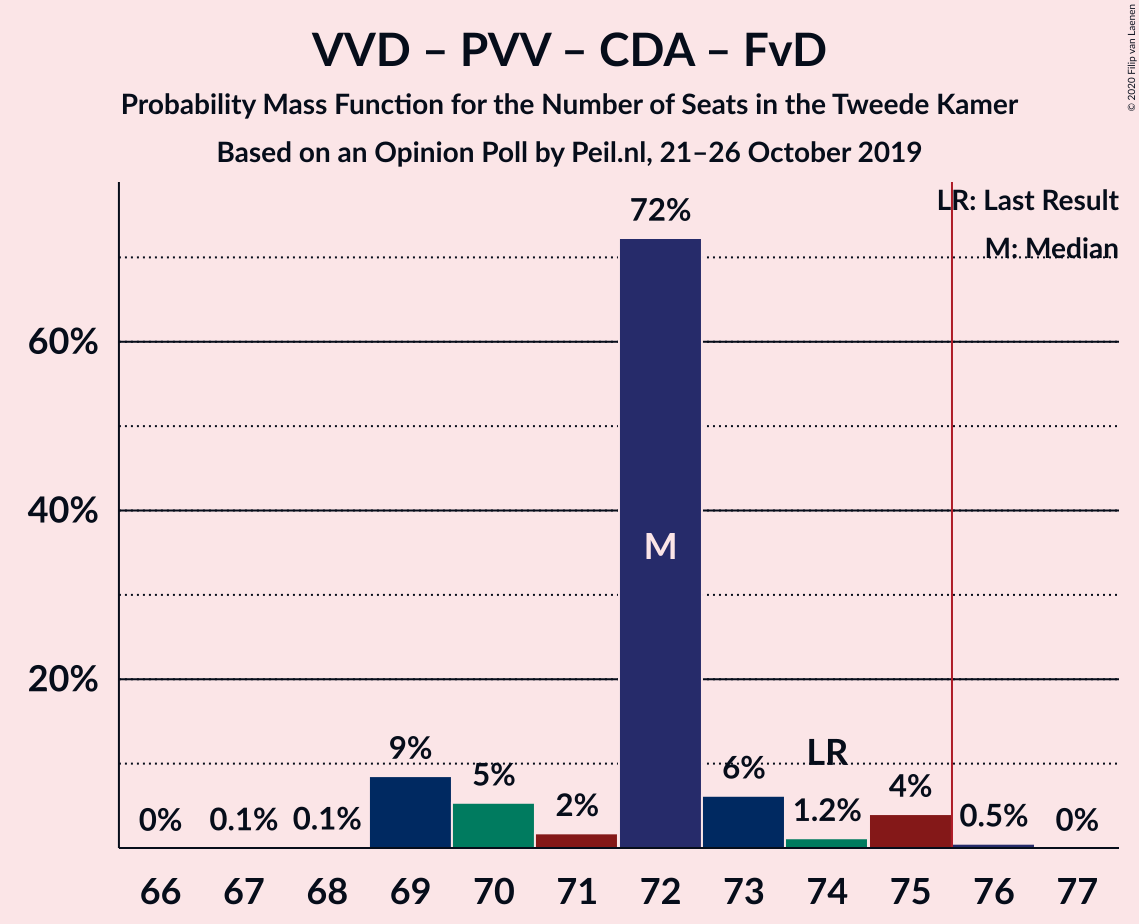 VVD – PVV – CDA – FvD
Probability Mass Function for the Number of Seats in the Tweede Kamer
Based on an Opinion Poll by Peil.nl, 21–26 October 2019
© 2020 Filip van Laenen
LR: Last Result
M: Median
60%
40%
20%
0%
0.1%
0.1%
9%
5%
2%
72%
M
6%
LR
1.2%
4%
0.5%
0%
66 67 68 69 70 71 72 73 74 75 76 77